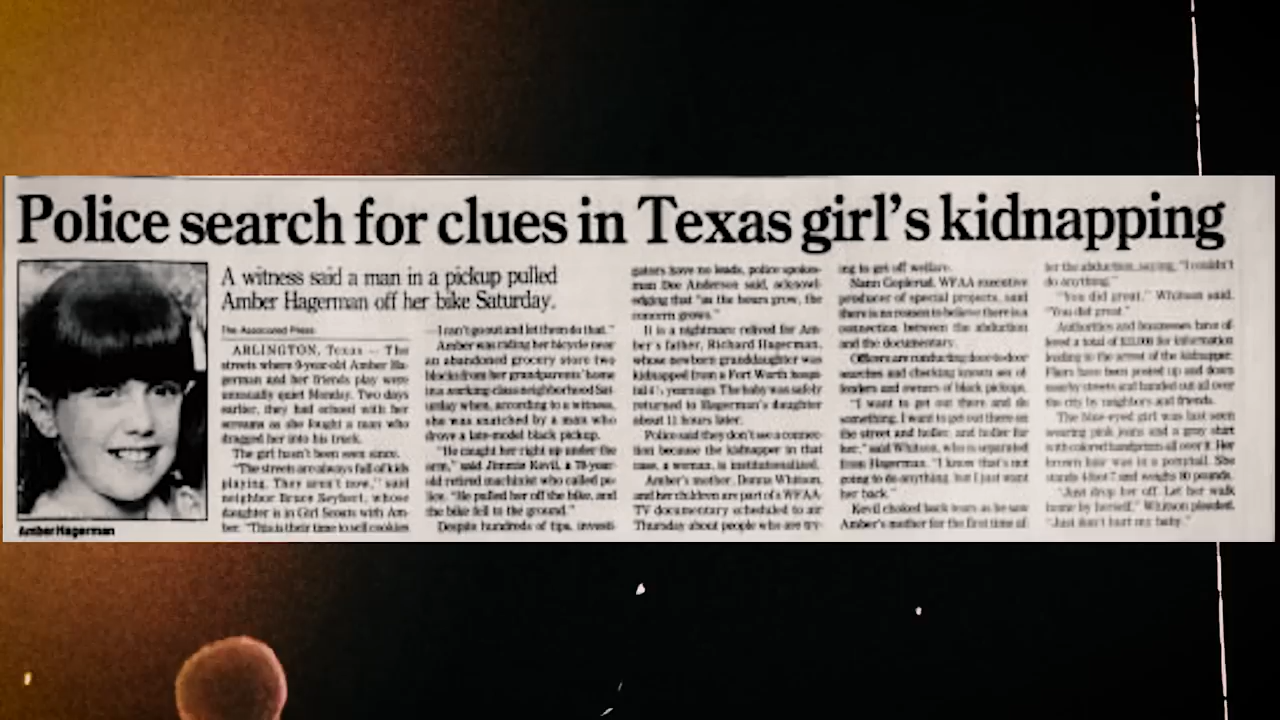 Police search for clues in Texas girl's kidnapping
A witness said a man in a pickup pulled
Amber Hagerman off her bike Saturday.
The Associated Press
ARLINGTON, Texas — The
streets where 9-year-old Amber Ha-
german and her friends play were
unusually quiet Monday. Two days
earlier, they had echoed with her
screams as she fought a man who
dragged her into his truck.
The girl hasn't been seen since.
"The streets are always full of kids
playing. They aren't now," said
neighbor Bruce Seybert, whose
daughter is in Girl Scouts with Am-
ber. "This is their time to sell cookies
Amber Hagerman
— I can't go out and let them do that."
Amber was riding her bicycle near
an abandoned grocery store two
blocks from her grandparents' home
in a working-class neighborhood Sat-
urday when, according to a witness,
she was snatched by a man who
drove a late-model black pickup.
"He caught her right up under the
arm," said Jimmie Kevil, a 78-year-
old retired machinist who called po-
lice. "He pulled her off the bike, and
the bike fell to the ground."
Despite hundreds of tips, investi-
gators have no leads, police spokes-
man Dee Anderson said, acknowl-
edging that "as the hours grow, the
concern grows."
It is a nightmare relived for Am-
ber's father, Richard Hagerman,
whose newborn granddaughter was
kidnapped from a Fort Worth hospi-
tal 4½ years ago. The baby was safely
returned to Hagerman's daughter
about 11 hours later.
Police said they don't see a connec-
tion because the kidnapper in that
case, a woman, is institutionalized.
Amber's mother, Donna Whitson,
and her children are part of a WFAA-
TV documentary scheduled to air
Thursday about people who are try-
ing to get off welfare.
Nann Goplerud, WFAA executive
producer of special projects, said
there is no reason to believe there is a
connection between the abduction
and the documentary.
Officers are conducting door-to-door
searches and checking known sex of-
fenders and owners of black pickups.
"I want to get out there and do
something. I want to get out there on
the street and holler, and holler for
her," said Whitson, who is separated
from Hagerman. "I know that's not
going to do anything, but I just want
her back."
Kevil choked back tears as he saw
Amber's mother for the first time af-
ter the abduction, saying, "I couldn't
do anything."
"You did great," Whitson said.
"You did great."
Authorities and businesses have of-
fered a total of for information
leading to the arrest of the kidnapper.
Fliers have been posted up and down
nearby streets and handed out all over
the city by neighbors and friends.
The blue-eyed girl was last seen
wearing pink jeans and a gray shirt
with colored handprints all over it. Her
brown hair was in a ponytail. She
stands 4-foot-7 and weighs 80 pounds.
"Just drop her off. Let her walk
home by herself," Whitson pleaded.
"Just don't hurt my baby."